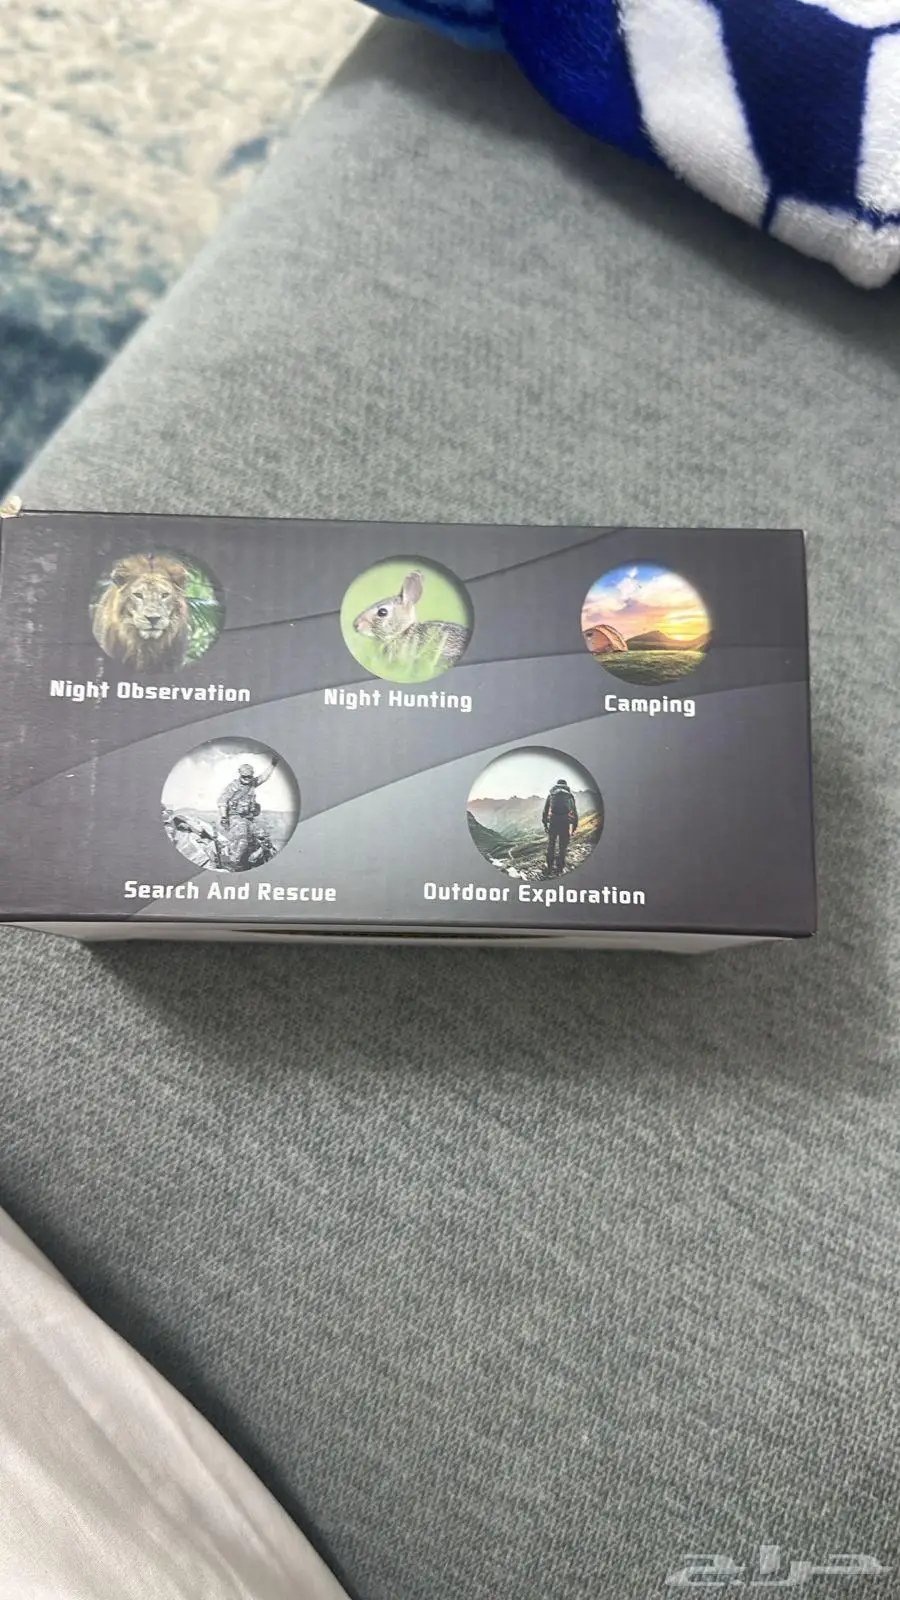 Night Observation
Night Hunting
Camping
Search And Rescue
Outdoor Exploration
حراج